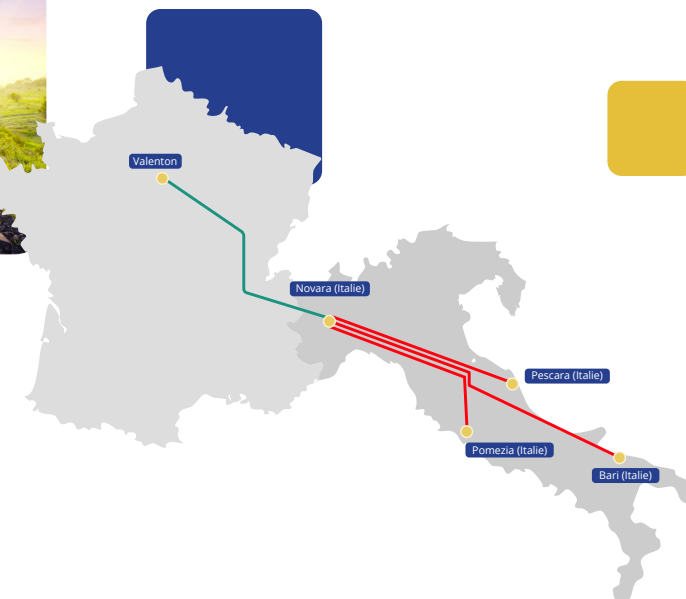 Valenton
Novara (Italie)
Pescara (Italie)
Pomezia (Italie)
Bari (Italie)